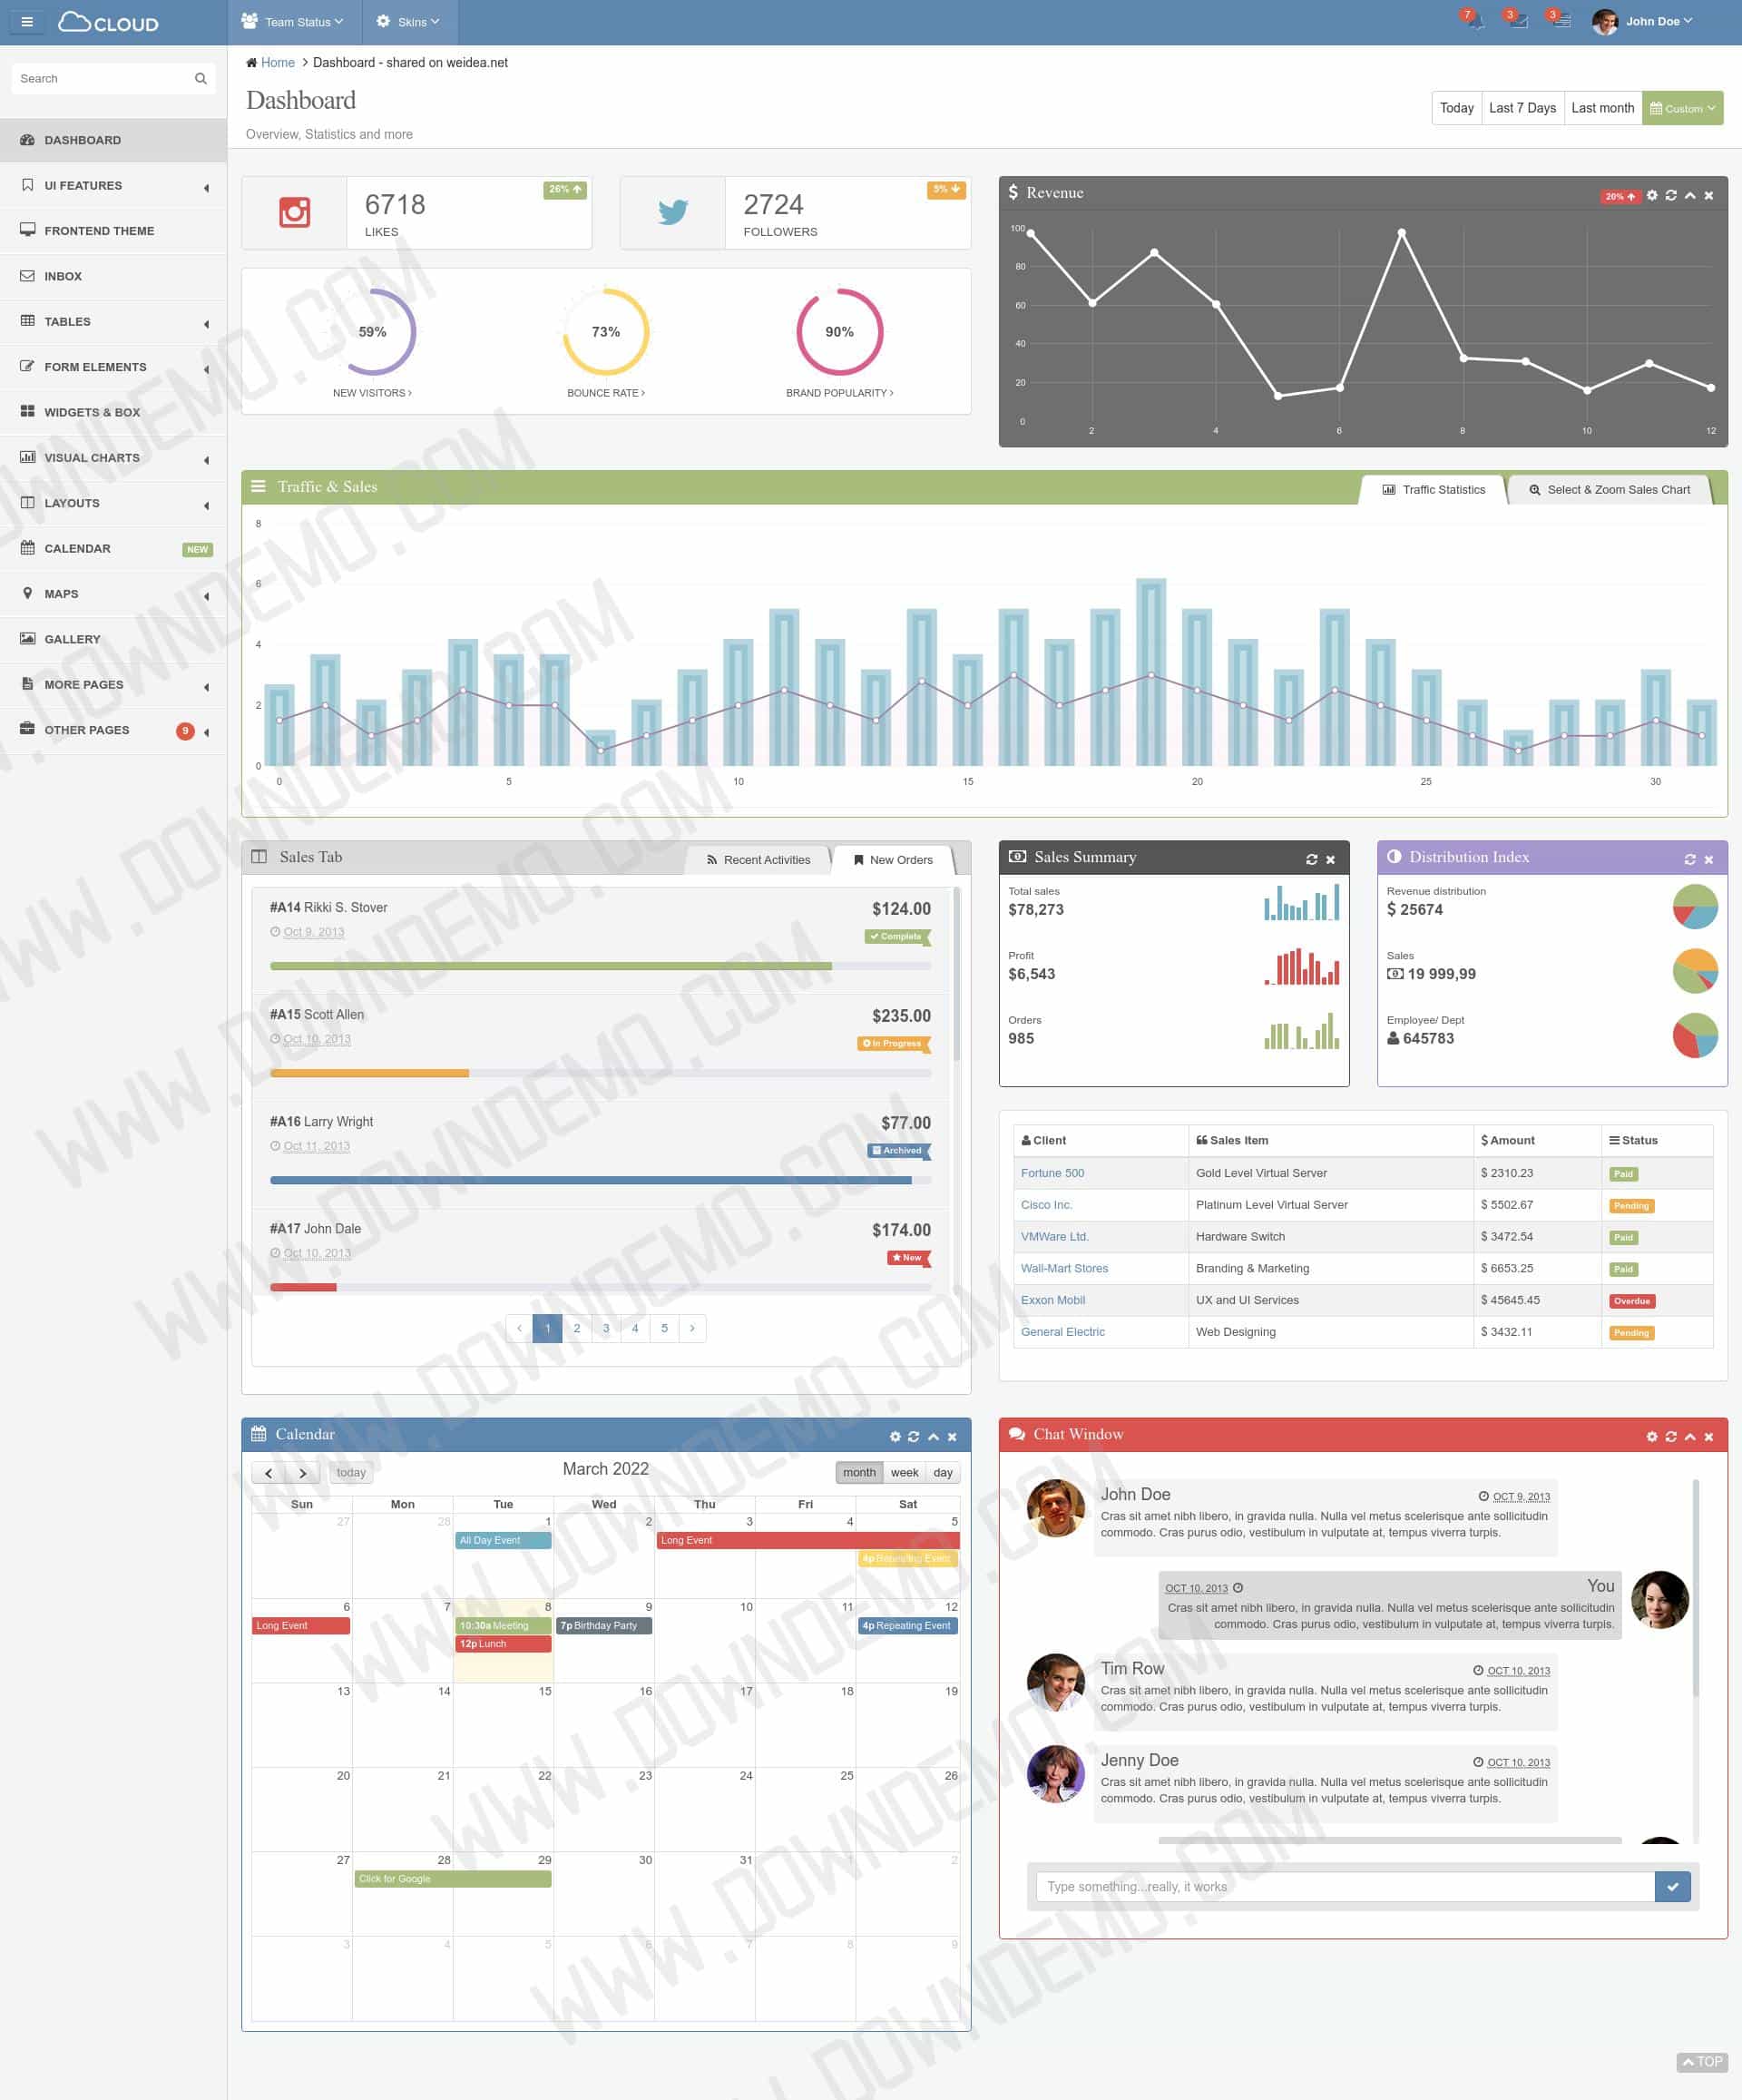 CLOUD
Team Status
Skins
7
3
3
John Doe
Search
DASHBOARD
UI FEATURES
FRONTEND THEME
INBOX
TABLES
FORM ELEMENTS
WIDGETS & BOX
VISUAL CHARTS
LAYOUTS
CALENDAR NEW
MAPS
GALLERY
MORE PAGES
OTHER PAGES 9
Home > Dashboard - shared on weidea.net
Dashboard
Overview, Statistics and more
Today Last 7 Days Last month Custom
6718
LIKES
26%
2724
FOLLOWERS
5%
59%
NEW VISITORS
73%
BOUNCE RATE
90%
BRAND POPULARITY
$ Revenue
20%
100
80
60
40
20
0
2 4 6 8 10 12
Traffic & Sales
Traffic Statistics
Select & Zoom Sales Chart
8
6
4
2
0
0 5 10 15 20 25 30
Sales Tab
Recent Activities
New Orders
#A14 Rikki S. Stover $124.00
Oct 9, 2013 Complete
#A15 Scott Allen $235.00
Oct 10, 2013 In Progress
#A16 Larry Wright $77.00
Oct 11, 2013 Archived
#A17 John Dale $174.00
Oct 10, 2013 New
‹ 1 2 3 4 5 ›
Sales Summary
Total sales
$78,273
Profit
$6,543
Orders
985
Distribution Index
Revenue distribution
$ 25674
Sales
19 999,99
Employee/ Dept
645783
Client Sales Item $ Amount Status
Fortune 500 Gold Level Virtual Server $ 2310.23 Paid
Cisco Inc. Platinum Level Virtual Server $ 5502.67 Pending
VMWare Ltd. Hardware Switch $ 3472.54 Paid
Wall-Mart Stores Branding & Marketing $ 6653.25 Paid
Exxon Mobil UX and UI Services $ 45645.45 Overdue
General Electric Web Designing $ 3432.11 Pending
Calendar
today
March 2022
month week day
Sun Mon Tue Wed Thu Fri Sat
27 28 1 2 3 4 5
All Day Event Long Event
4p Repeating Event
6 7 8 9 10 11 12
Long Event 10:30a Meeting 7p Birthday Party 4p Repeating Event
12p Lunch
13 14 15 16 17 18 19
20 21 22 23 24 25 26
27 28 29 30 31 1 2
Click for Google
3 4 5 6 7 8 9
Chat Window
John Doe OCT 9, 2013
Cras sit amet nibh libero, in gravida nulla. Nulla vel metus scelerisque ante sollicitudin
commodo. Cras purus odio, vestibulum in vulputate at, tempus viverra turpis.
OCT 10, 2013 You
Cras sit amet nibh libero, in gravida nulla. Nulla vel metus scelerisque ante sollicitudin
commodo. Cras purus odio, vestibulum in vulputate at, tempus viverra turpis.
Tim Row OCT 10, 2013
Cras sit amet nibh libero, in gravida nulla. Nulla vel metus scelerisque ante sollicitudin
commodo. Cras purus odio, vestibulum in vulputate at, tempus viverra turpis.
Jenny Doe OCT 10, 2013
Cras sit amet nibh libero, in gravida nulla. Nulla vel metus scelerisque ante sollicitudin
commodo. Cras purus odio, vestibulum in vulputate at, tempus viverra turpis.
Type something...really, it works
TOP
WWW.DOWNDEMO.COM
WWW.DOWNDEMO.COM
WWW.DOWNDEMO.COM
WWW.DOWNDEMO.COM
WWW.DOWNDEMO.COM
WWW.DOWNDEMO.COM
WWW.DOWNDEMO.COM
WWW.DOWNDEMO.COM